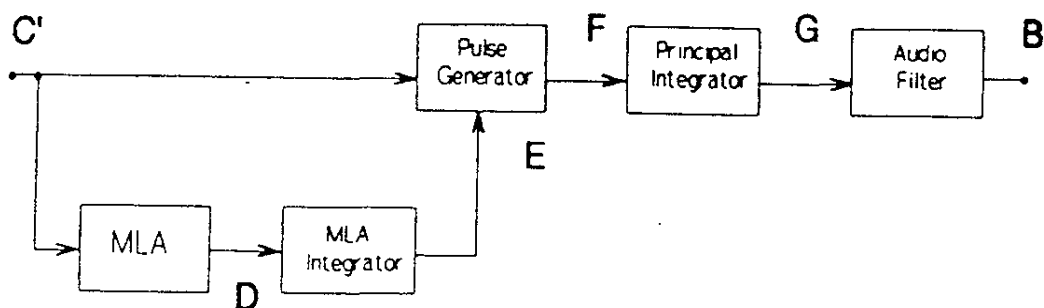 C'
Pulse
Generator
F
Principal
Integrator
G
Audio
Filter
B
E
MLA
D
MLA
Integrator